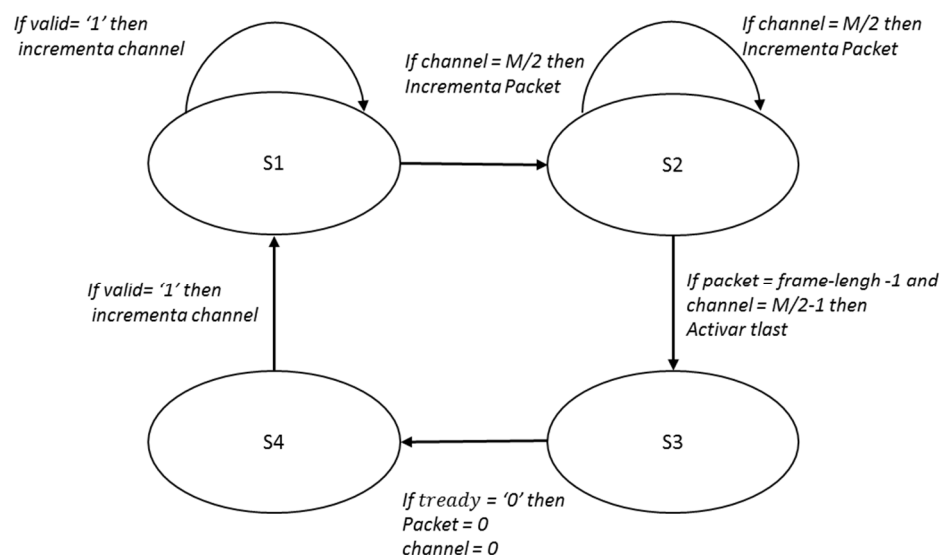 If valid= ‘1’ then
incrementa channel
If channel = M/2 then
Incrementa Packet
If channel = M/2 then
Incrementa Packet
S1
S2
If valid= ‘1’ then
incrementa channel
If packet = frame-lengh -1 and
channel = M/2-1 then
Activar tlast
S4
S3
If tready = ‘0’ then
Packet = 0
channel = 0